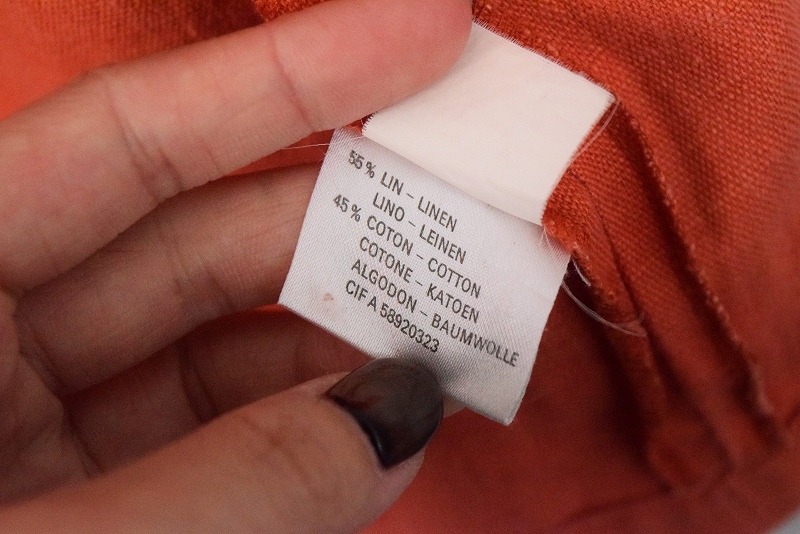 55% LIN - LINEN
LINO - LEINEN
45% COTON - COTTON
COTONE - KATOEN
ALGODON - BAUMWOLLE
CIF A 58920323